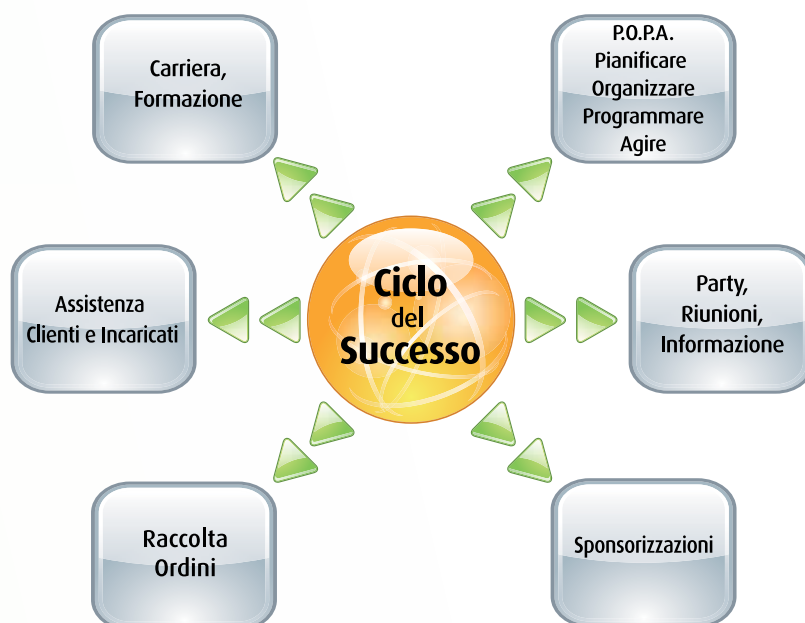 Carriera,
Formazione
P.O.P.A.
Pianificare
Organizzare
Programmare
Agire
Assistenza
Clienti e Incaricati
Ciclo
del
Successo
Party,
Riunioni,
Informazione
Raccolta
Ordini
Sponsorizzazioni